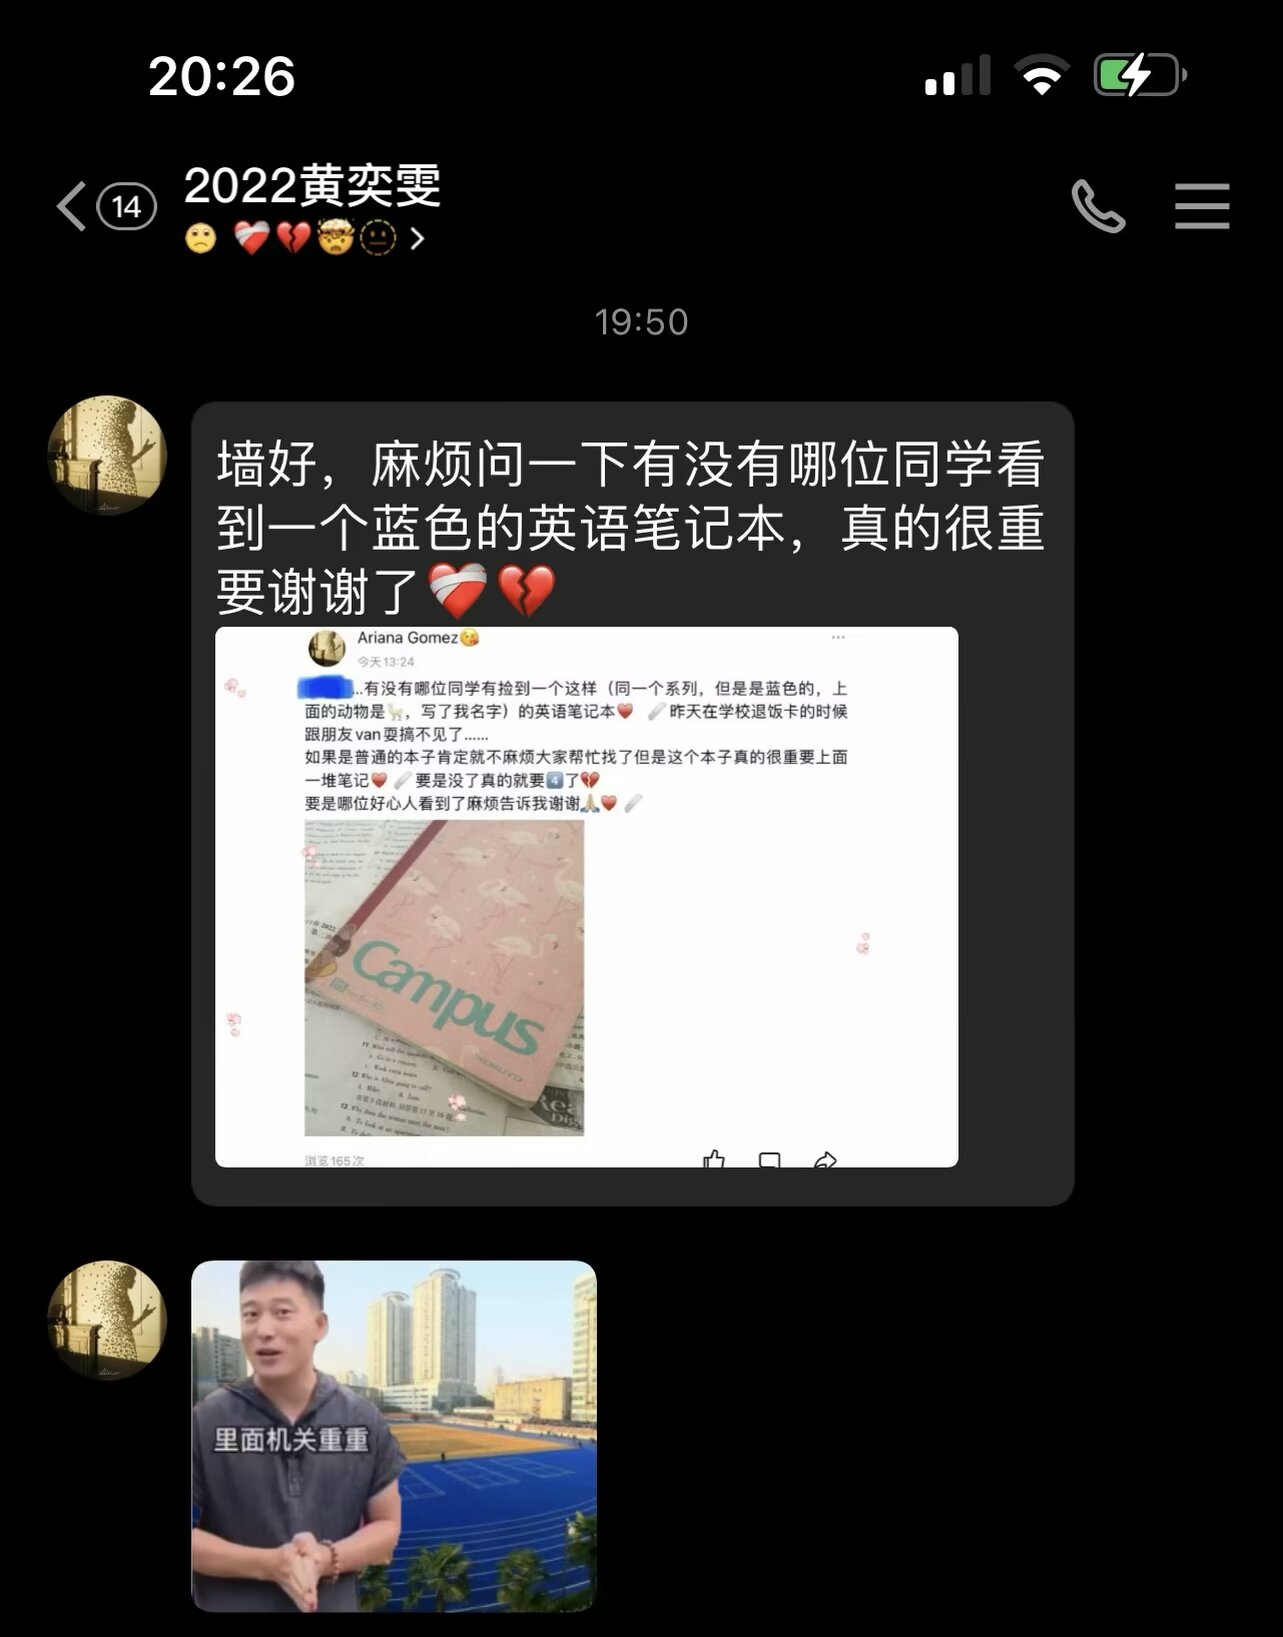 20:26
14
2022黄奕雯
🙁 ❤️‍🩹💔🤯🫥 >
19:50
墙好，麻烦问一下有没有哪位同学看
到一个蓝色的英语笔记本，真的很重
要谢谢了❤️‍🩹💔
Ariana Gomez😘
今天13:24
...有没有哪位同学有捡到一个这样（同一个系列，但是是蓝色的，上
面的动物是🦙，写了我名字）的英语笔记本♥️ 🩹昨天在学校退饭卡的时候
跟朋友van耍搞不见了......
如果是普通的本子肯定就不麻烦大家帮忙找了但是这个本子真的很重要上面
一堆笔记♥️ 🩹要是没了真的就要4️⃣了💔
要是哪位好心人看到了麻烦告诉我谢谢🙏🏼♥️ 🩹
Campus
KOKUYO
浏览165次
里面机关重重